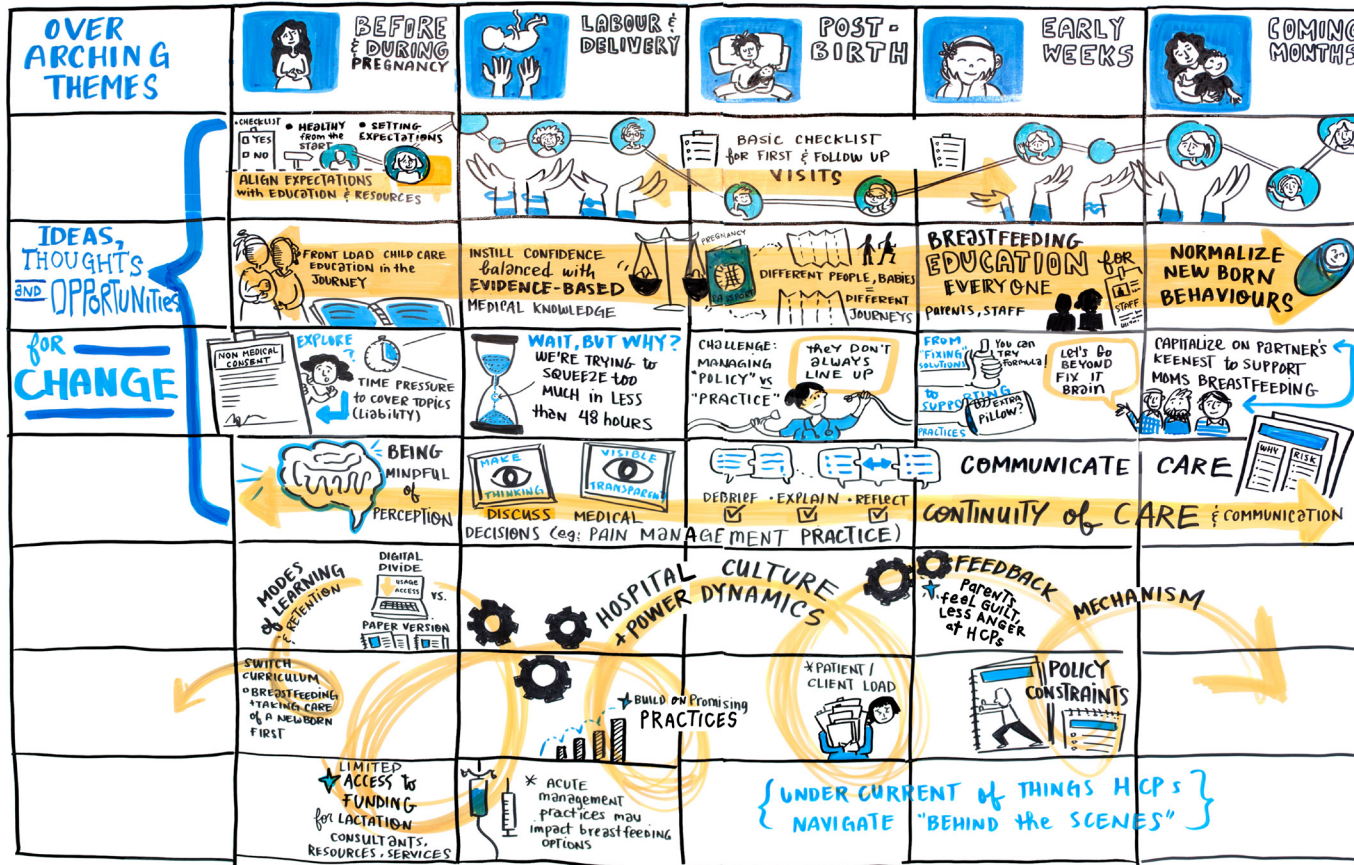 OVER
ARCHING
THEMES
BEFORE
& DURING
PREGNANCY
LABOUR &
DELIVERY
POST-
BIRTH
EARLY
WEEKS
COMING
MONTHS
IDEAS,
THOUGHTS
AND OPPORTUNITIES
for
CHANGE
• CHECKLIST
YES
NO
• HEALTHY
from the
START
• SETTING
EXPECTATIONS
ALIGN EXPECTATIONS
with EDUCATION & RESOURCES
BASIC CHECKLIST
for FIRST & FOLLOW UP
VISITS
FRONT LOAD CHILD CARE
EDUCATION in the
JOURNEY
INSTILL CONFIDENCE
balanced with
EVIDENCE-BASED
MEDICAL KNOWLEDGE
PREGNANCY
PASSPORT
DIFFERENT PEOPLE, BABIES
=
DIFFERENT
JOURNEYS
BREASTFEEDING
EDUCATION for
EVERYONE
PARENTS, STAFF
STAFF
NORMALIZE
NEW BORN
BEHAVIOURS
NON MEDICAL
CONSENT
EXPLORE
?
TIME PRESSURE
to COVER TOPICS
(LIABILITY)
WAIT, BUT WHY?
WE'RE TRYING to
SQUEEZE TOO
MUCH IN LESS
than 48 HOURS
CHALLENGE:
MANAGING
"POLICY" VS
"PRACTICE"
they DON'T
ALWAYS
LINE UP
FROM
"FIXING"
SOLUTIONS
You can
TRY
FORMULA!
to
SUPPORTING
PRACTICES
EXTRA
PILLOW?
Let's GO
BEYOND
FIX IT
BRAIN
CAPITALIZE ON PARTNER'S
KEENEST to SUPPORT
MOMS BREASTFEEDING
BEING
MINDFUL
of
PERCEPTION
MAKE
THINKING
VISIBLE
TRANSPARENT
DISCUSS MEDICAL
DECISIONS (eg: PAIN MANAGEMENT PRACTICE)
DEBRIEF • EXPLAIN • REFLECT
COMMUNICATE CARE
WHY
RISK
CONTINUITY of CARE & COMMUNICATION
MODES
of LEARNING
& RETENTION
DIGITAL
DIVIDE
USAGE
ACCESS
VS.
PAPER VERSION
HOSPITAL CULTURE
+ POWER DYNAMICS
FEEDBACK
MECHANISM
Parents
feel GUILT,
LESS ANGER
at HCPs
SWITCH
CURRICULUM
BREASTFEEDING
+ TAKING CARE
of A NEWBORN
FIRST
BUILD ON Promising
PRACTICES
*PATIENT/
CLIENT LOAD
POLICY
CONSTRAINTS
LIMITED
ACCESS to
FUNDING
for LACTATION
CONSULTANTS,
RESOURCES, SERVICES
* ACUTE
management
practices may
impact breastfeeding
OPTIONS
{UNDER CURRENT of THINGS HCPs
NAVIGATE "BEHIND the SCENES"}